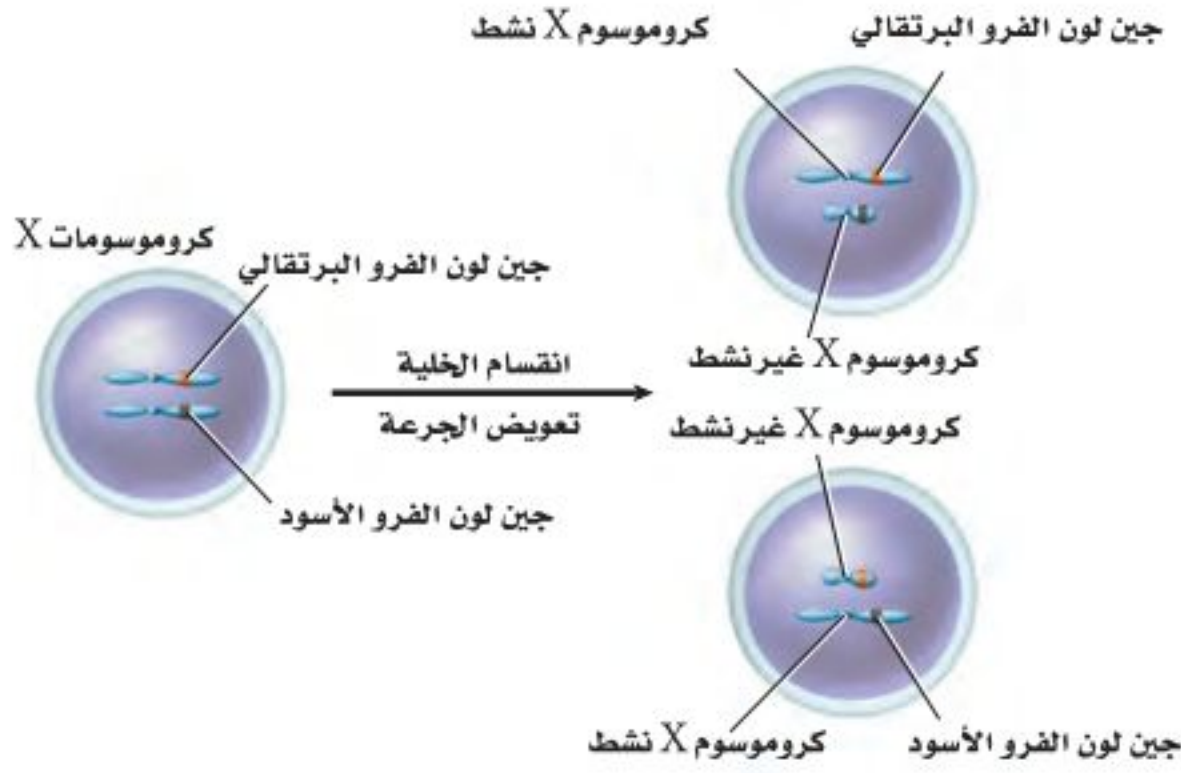 جين لون الفرو البرتقالي
كروموسوم X نشط
كروموسومات X
جين لون الفرو البرتقالي
انقسام الخلية
تعويض الجرعة
جين لون الفرو الأسود
كروموسوم X غير نشط
كروموسوم X غير نشط
جين لون الفرو الأسود
كروموسوم X نشط